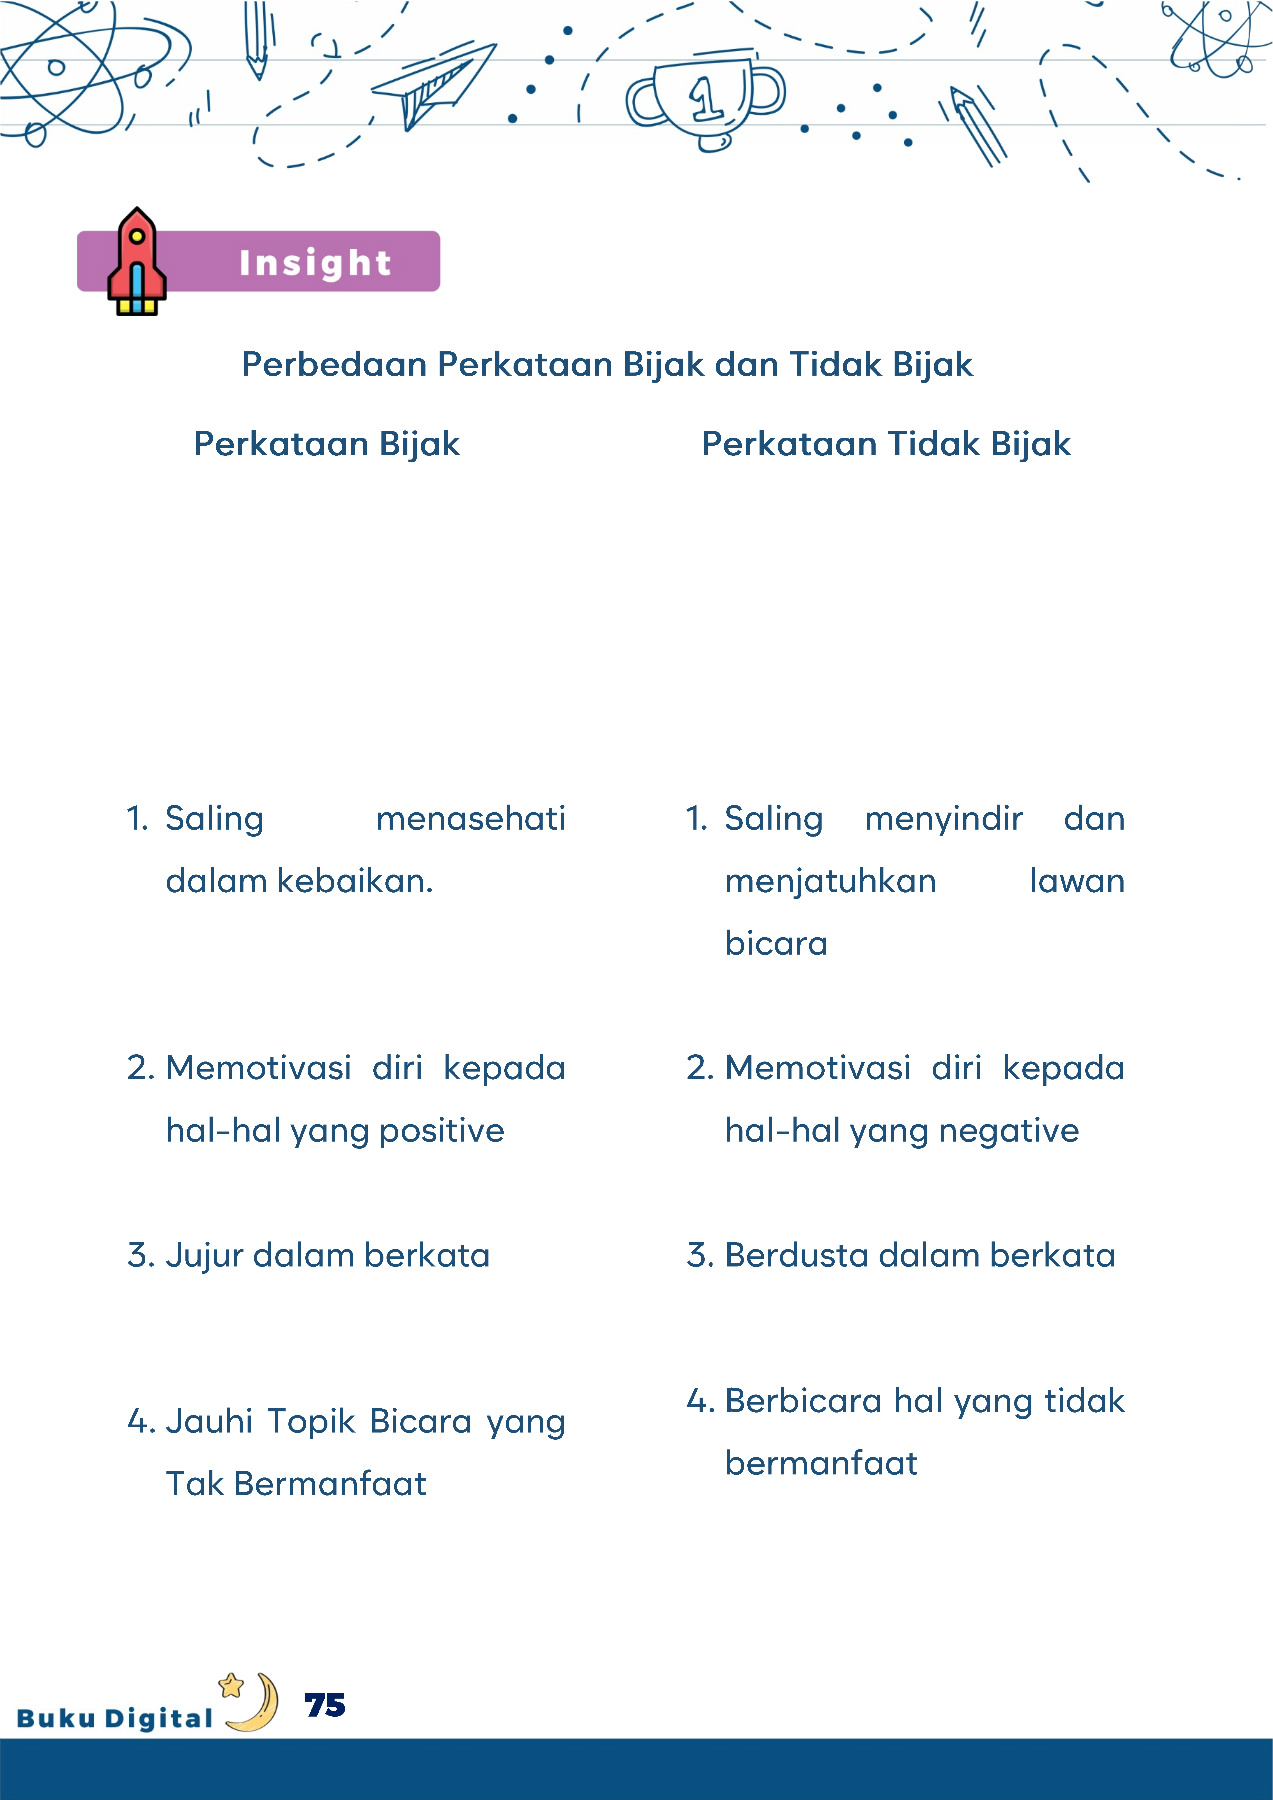 1
Insight
Perbedaan Perkataan Bijak dan Tidak Bijak
Perkataan Bijak
Perkataan Tidak Bijak
1. Saling menasehati
dalam kebaikan.
1. Saling menyindir dan
menjatuhkan lawan
bicara
2. Memotivasi diri kepada
hal-hal yang positive
2. Memotivasi diri kepada
hal-hal yang negative
3. Jujur dalam berkata
3. Berdusta dalam berkata
4. Jauhi Topik Bicara yang
Tak Bermanfaat
4. Berbicara hal yang tidak
bermanfaat
Buku Digital
75